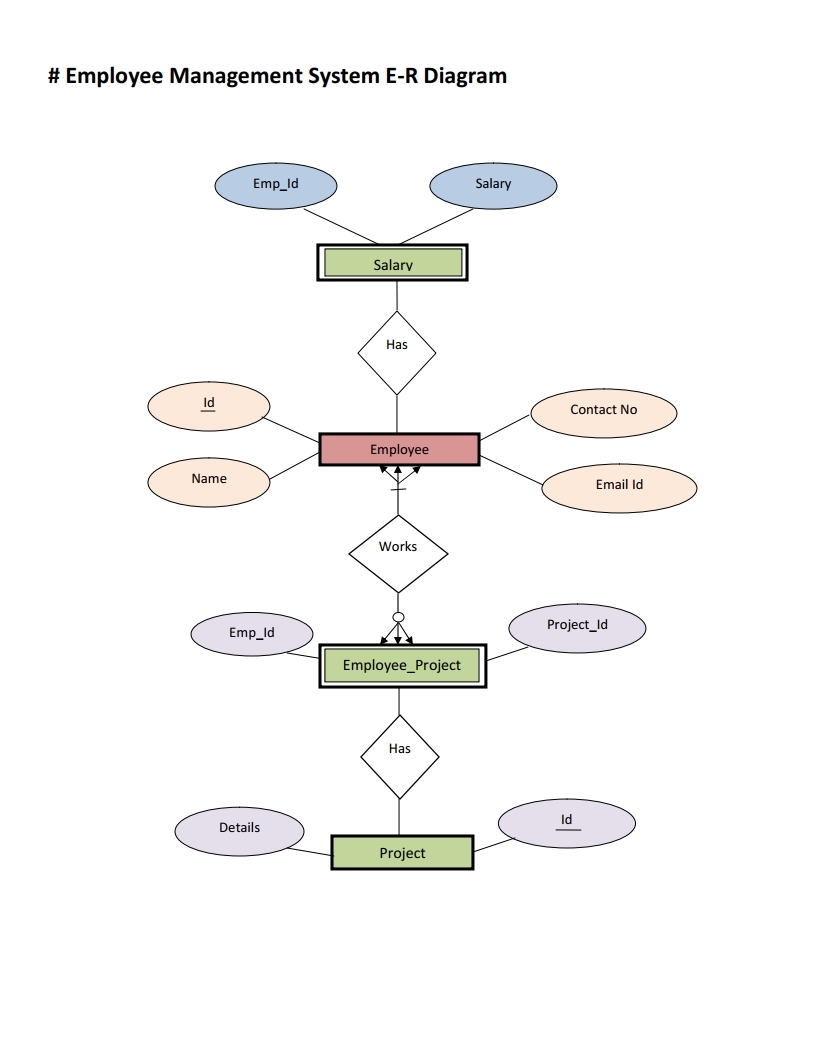 # Employee Management System E-R Diagram
Emp_Id
Salary
Salary
Has
Id
Contact No
Employee
Name
Email Id
Works
Emp_Id
Project_Id
Employee_Project
Has
Details
Id
Project